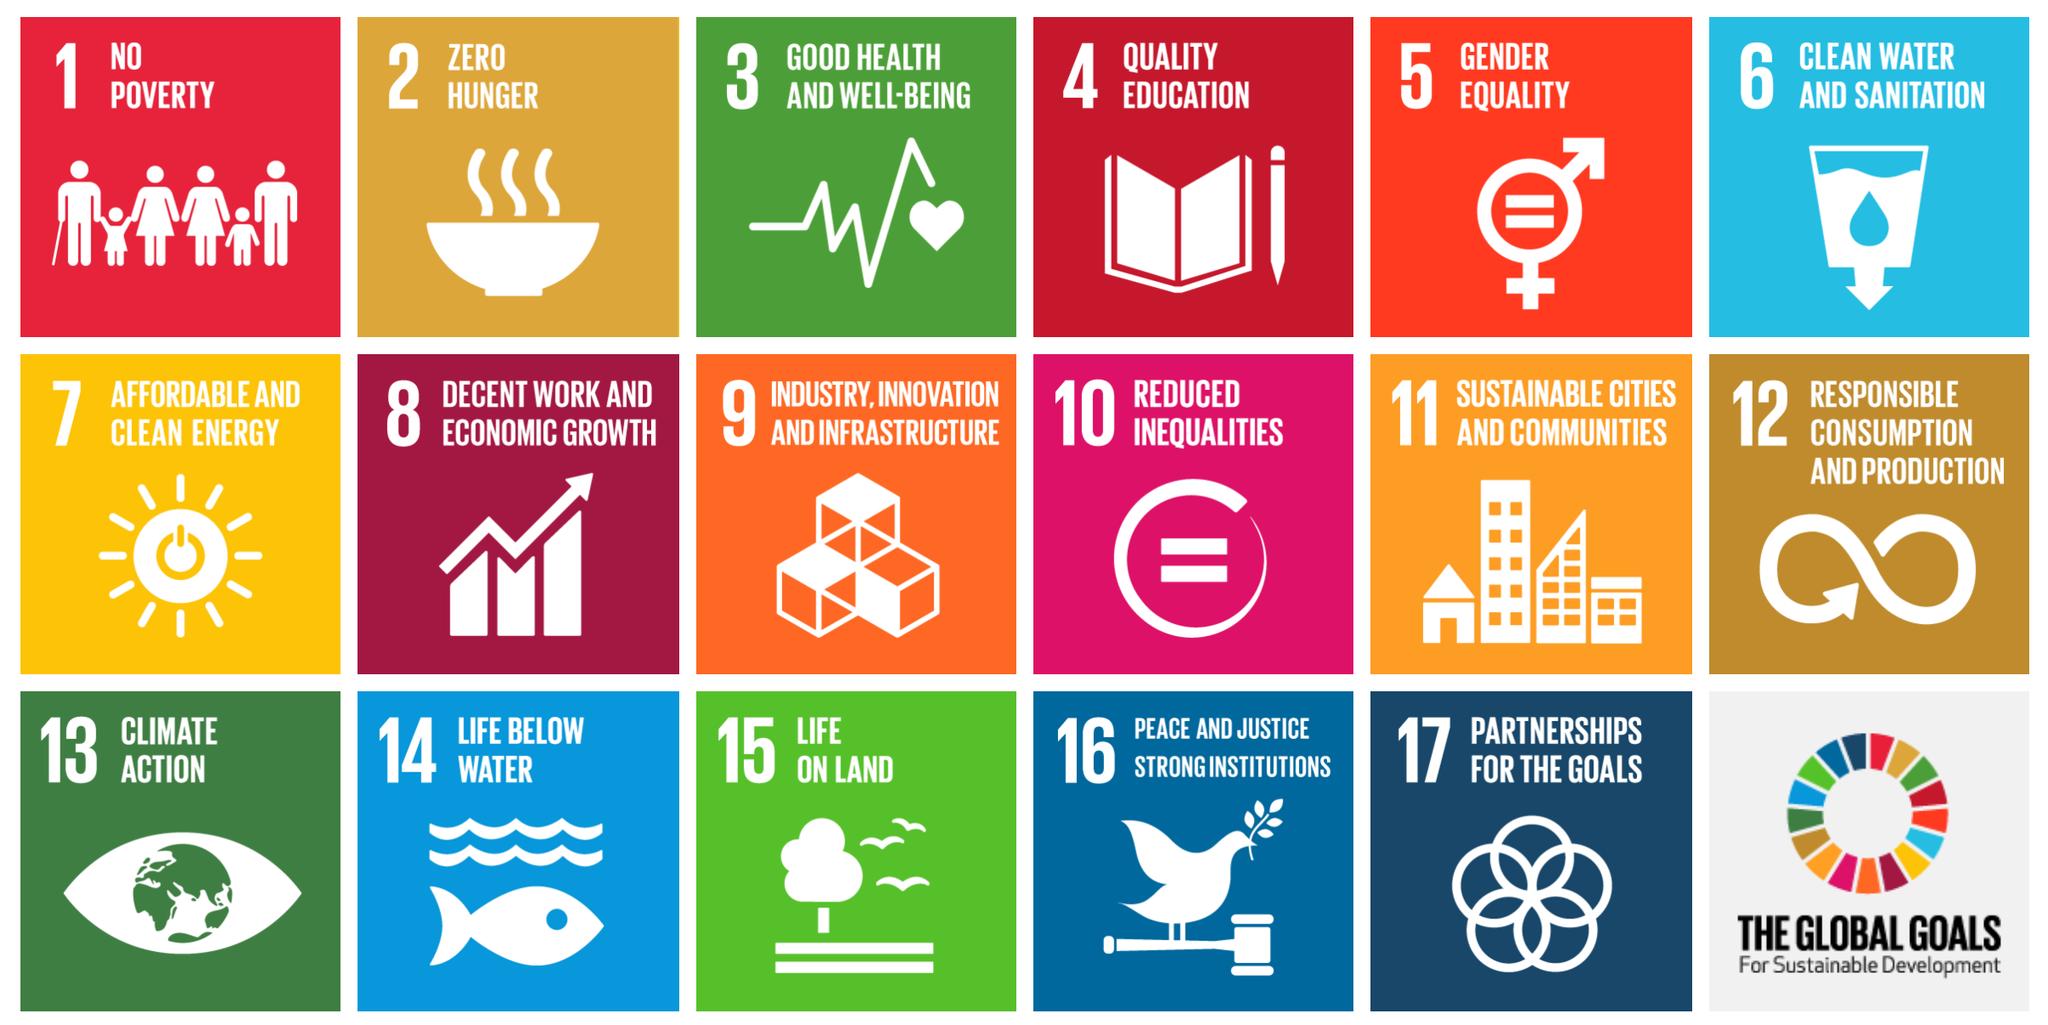 1 NO
POVERTY
2 ZERO
HUNGER
3 GOOD HEALTH
AND WELL-BEING
4 QUALITY
EDUCATION
5 GENDER
EQUALITY
6 CLEAN WATER
AND SANITATION
7 AFFORDABLE AND
CLEAN ENERGY
8 DECENT WORK AND
ECONOMIC GROWTH
9 INDUSTRY, INNOVATION
AND INFRASTRUCTURE
10 REDUCED
INEQUALITIES
11 SUSTAINABLE CITIES
AND COMMUNITIES
12 RESPONSIBLE
CONSUMPTION
AND PRODUCTION
13 CLIMATE
ACTION
14 LIFE BELOW
WATER
15 LIFE
ON LAND
16 PEACE AND JUSTICE
STRONG INSTITUTIONS
17 PARTNERSHIPS
FOR THE GOALS
THE GLOBAL GOALS
For Sustainable Development